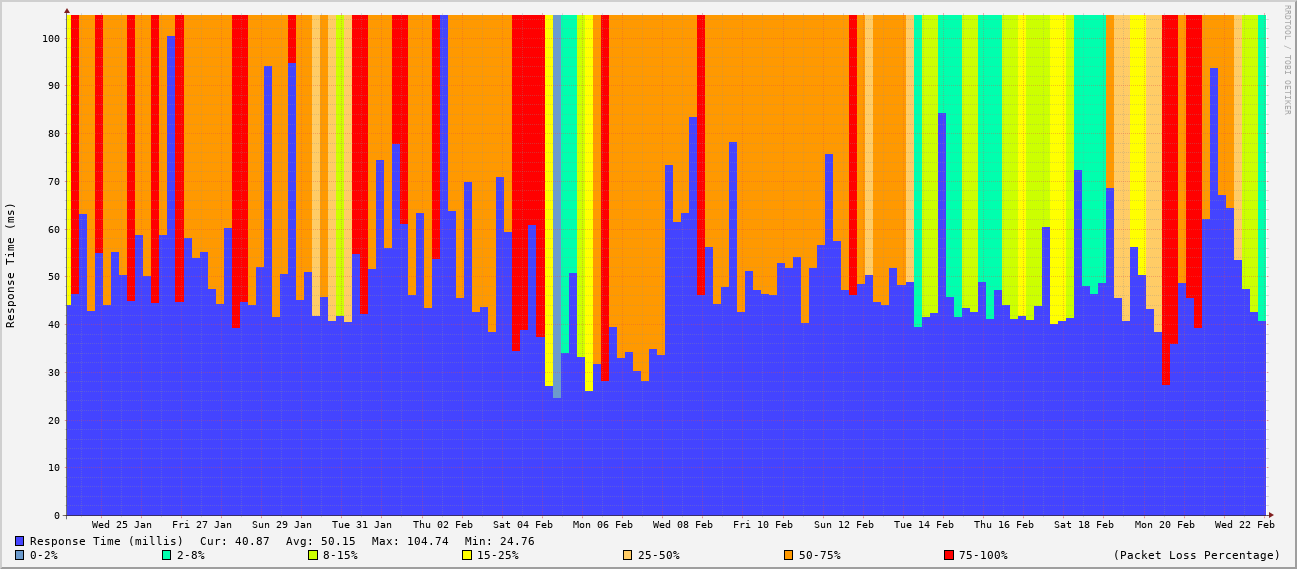 RRDTOOL / TOBI OETIKER
Response Time (ms)
100
90
80
70
60
50
40
30
20
10
0
Wed 25 Jan Fri 27 Jan Sun 29 Jan Tue 31 Jan Thu 02 Feb Sat 04 Feb Mon 06 Feb Wed 08 Feb Fri 10 Feb Sun 12 Feb Tue 14 Feb Thu 16 Feb Sat 18 Feb Mon 20 Feb Wed 22 Feb
Response Time (millis) Cur: 40.87 Avg: 50.15 Max: 104.74 Min: 24.76
0-2% 2-8% 8-15% 15-25% 25-50% 50-75% 75-100% (Packet Loss Percentage)